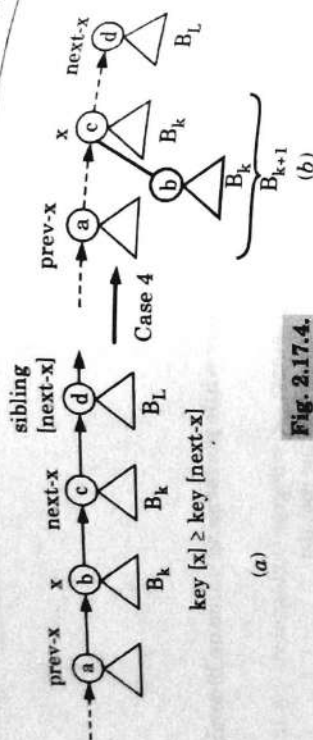 sibling
prev-x x next-x [next-x]
a b c d
B_k B_k B_L
key [x] ≥ key [next-x]
(a)
Case 4
prev-x x next-x
a c d
b
B_k B_L
B_k
B_{k+1}
(b)
Fig. 2.17.4.